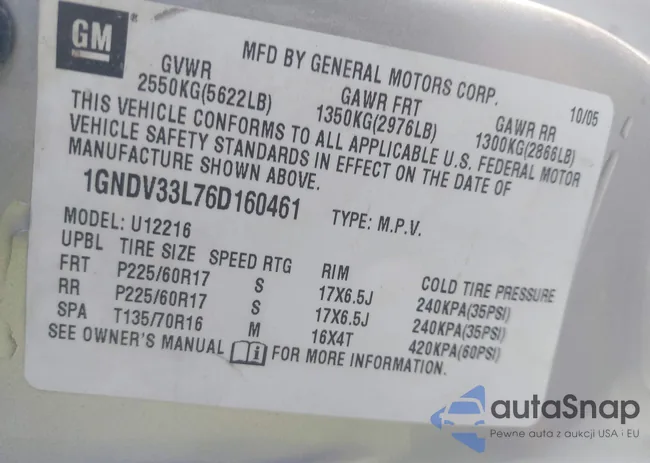 GM
MFD BY GENERAL MOTORS CORP.
10/05
GVWR GAWR FRT GAWR RR
2550KG(5622LB) 1350KG(2976LB) 1300KG(2866LB)
THIS VEHICLE CONFORMS TO ALL APPLICABLE U.S. FEDERAL MOTOR
VEHICLE SAFETY STANDARDS IN EFFECT ON THE DATE OF
MANUFACTURE SHOWN ABOVE.
1GNDV33L76D160461 TYPE: M.P.V.
MODEL: U12216
UPBL TIRE SIZE SPEED RTG RIM COLD TIRE PRESSURE
FRT P225/60R17 S 17X6.5J 240KPA(35PSI)
RR P225/60R17 S 17X6.5J 240KPA(35PSI)
SPA T135/70R16 M 16X4T 420KPA(60PSI)
SEE OWNER'S MANUAL i FOR MORE INFORMATION.
autaSnap
Pewne auta z aukcji USA i EU